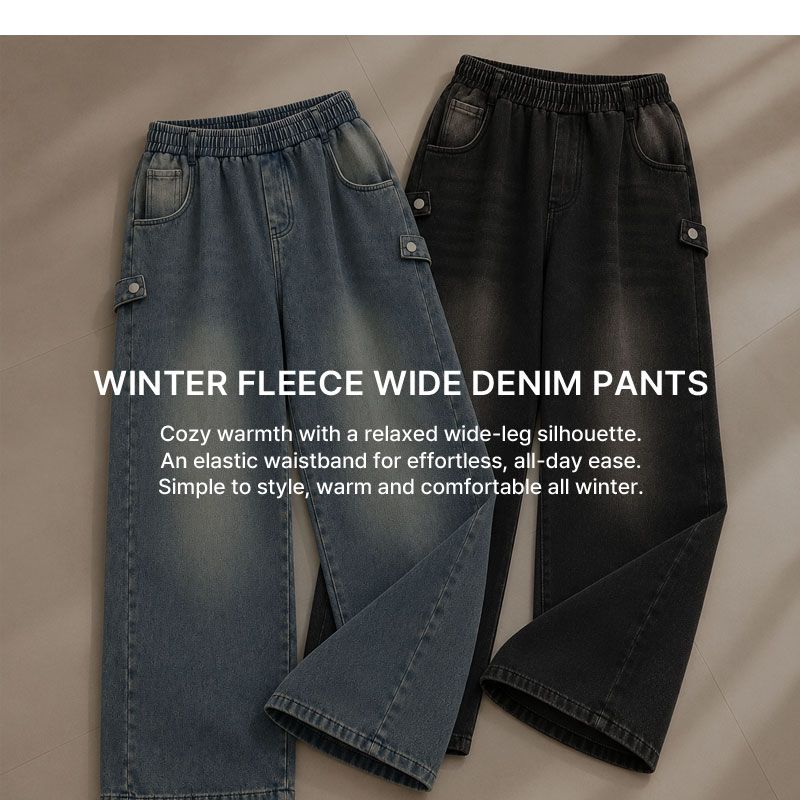 WINTER FLEECE WIDE DENIM PANTS
Cozy warmth with a relaxed wide-leg silhouette.
An elastic waistband for effortless, all-day ease.
Simple to style, warm and comfortable all winter.